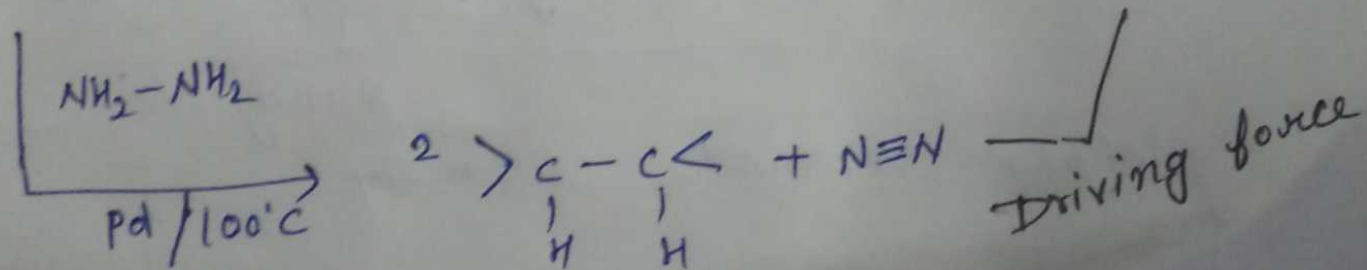 NH₂-NH₂
Pd/100°C
2 >C-C< + N≡N
H H
Driving force